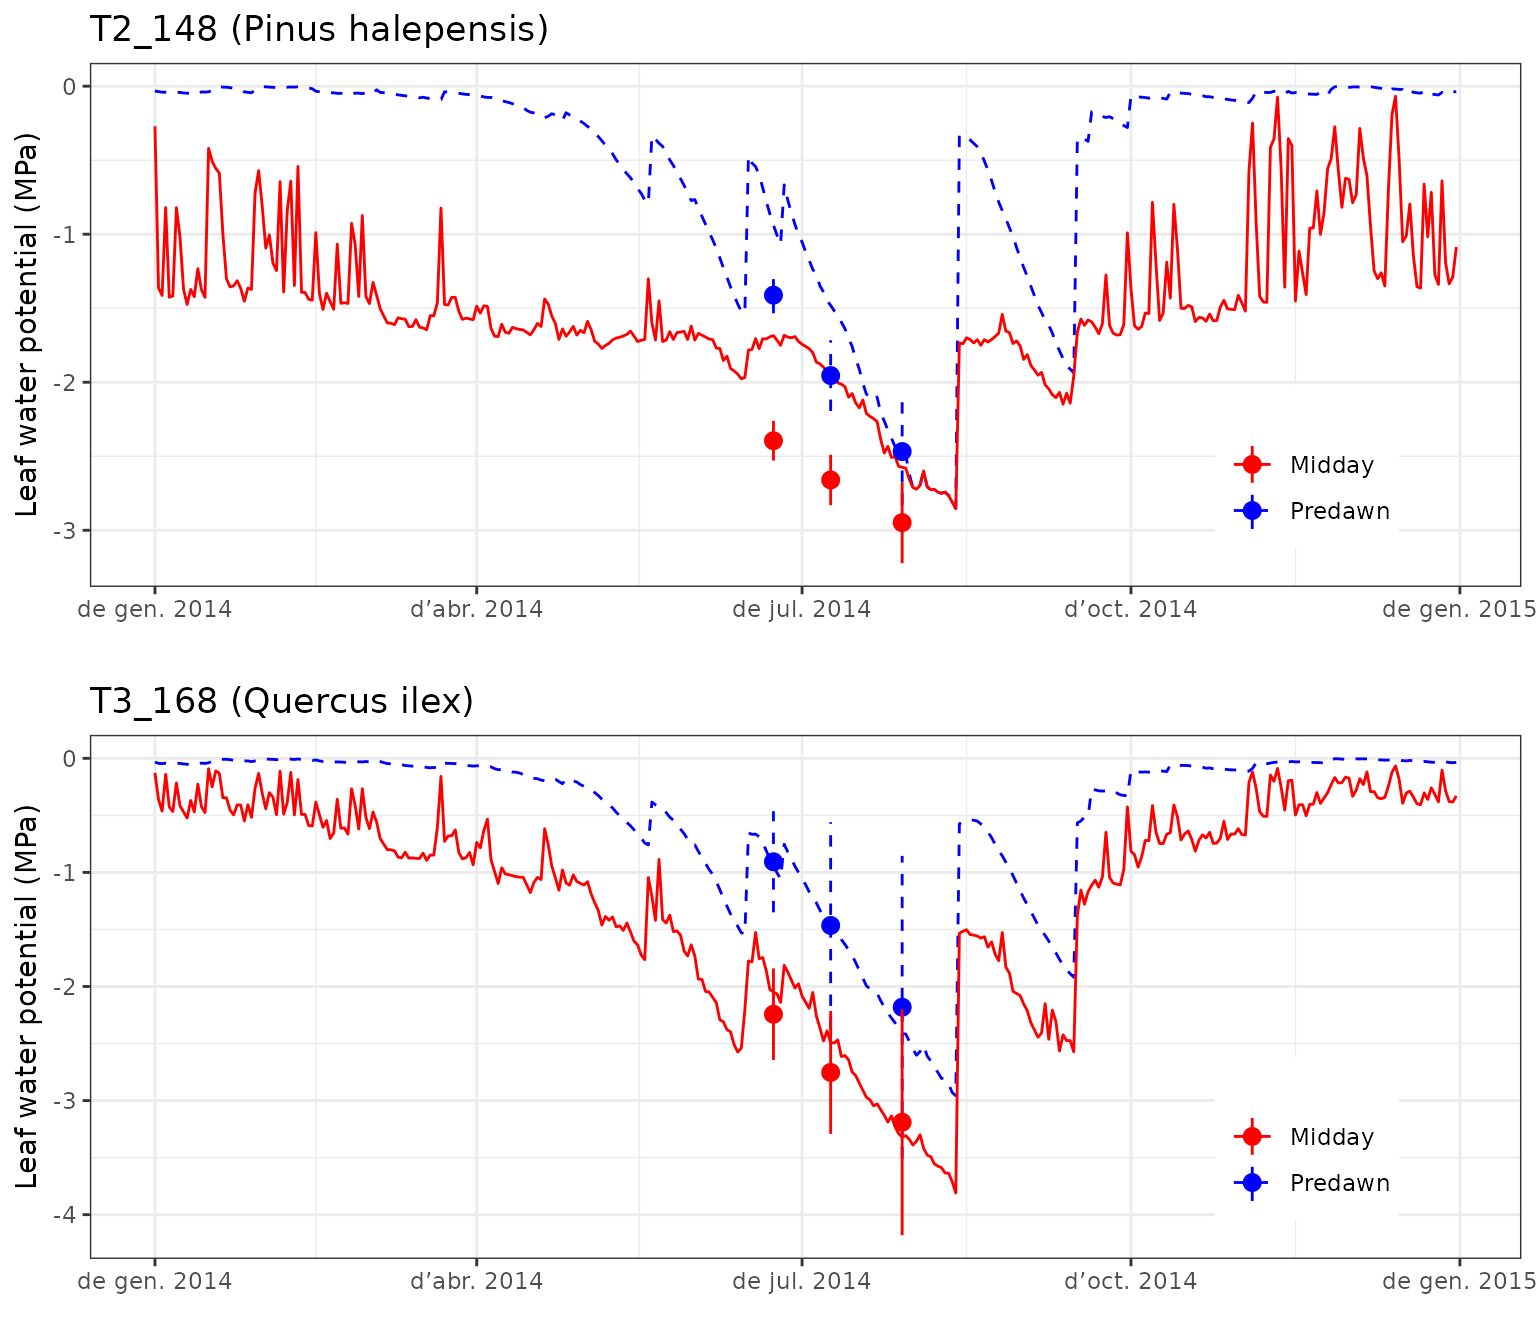 T2_148 (Pinus halepensis)
Leaf water potential (MPa)
0
-1
-2
-3
Midday
Predawn
de gen. 2014 d’abr. 2014 de jul. 2014 d’oct. 2014 de gen. 2015
T3_168 (Quercus ilex)
Leaf water potential (MPa)
0
-1
-2
-3
-4
Midday
Predawn
de gen. 2014 d’abr. 2014 de jul. 2014 d’oct. 2014 de gen. 2015